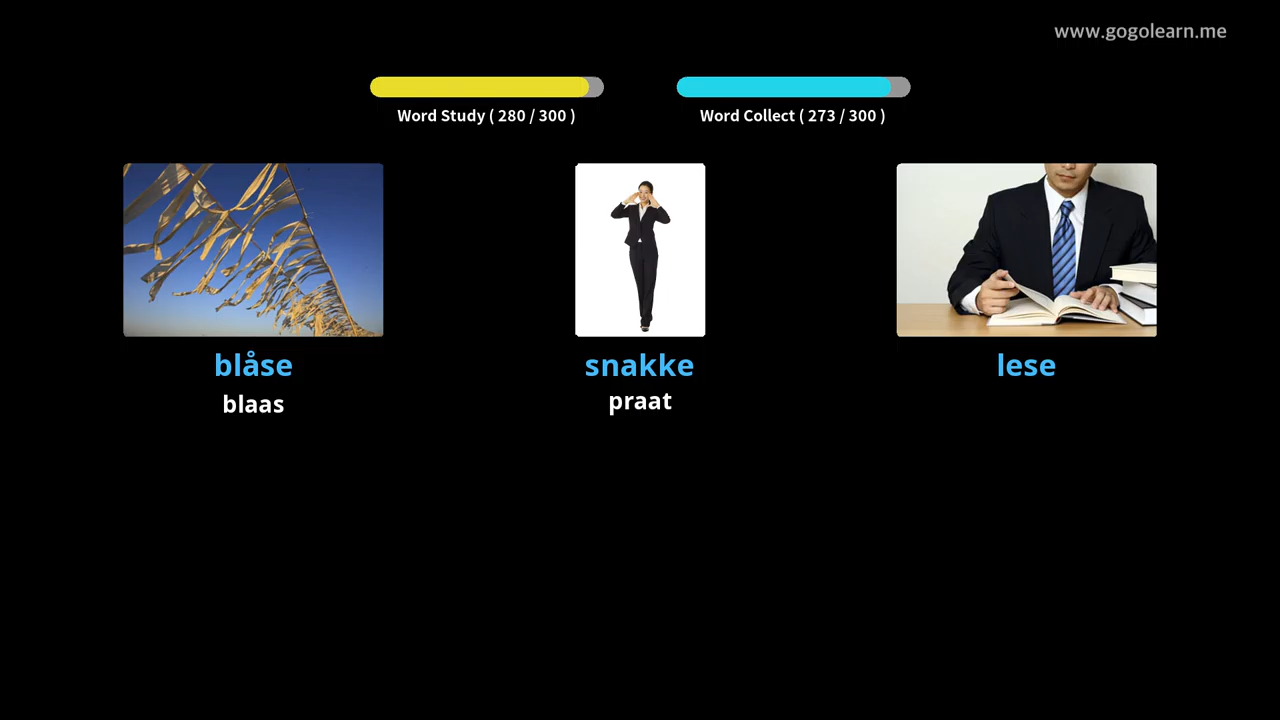 www.gogolearn.me
Word Study ( 280 / 300 )
Word Collect ( 273 / 300 )
blåse
snakke
lese
blaas
praat